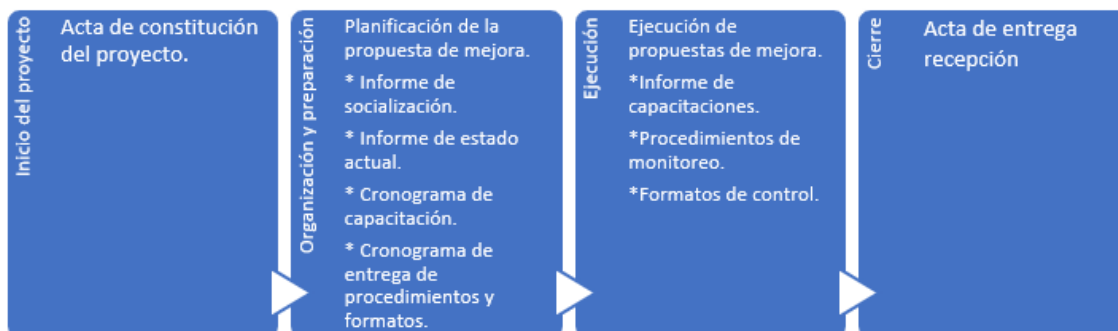 Inicio del proyecto
Acta de constitución
del proyecto.
Organización y preparación
Planificación de la
propuesta de mejora.
* Informe de
socialización.
* Informe de estado
actual.
* Cronograma de
capacitación.
* Cronograma de
entrega de
procedimientos y
formatos.
Ejecución
Ejecución de
propuestas de mejora.
*Informe de
capacitaciones.
*Procedimientos de
monitoreo.
*Formatos de control.
Cierre
Acta de entrega
recepción